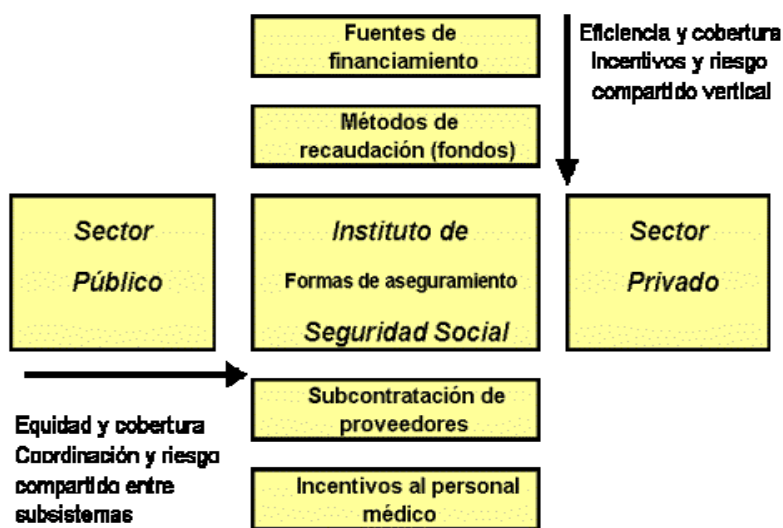 Fuentes de
financiamiento
Eficiencia y cobertura
Incentivos y riesgo
compartido vertical
Métodos de
recaudación (fondos)
Sector
Público
Instituto de
Formas de aseguramiento
Seguridad Social
Sector
Privado
Equidad y cobertura
Coordinación y riesgo
compartido entre
subsistemas
Subcontratación de
proveedores
Incentivos al personal
médico